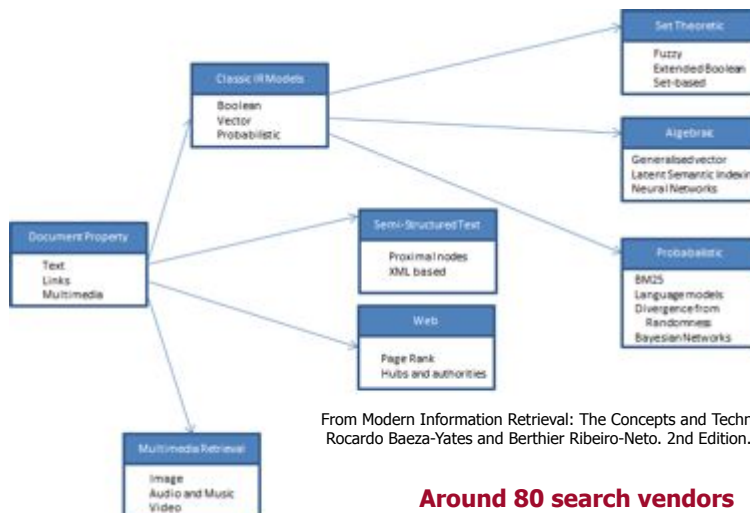 Set Theoretic
Fuzzy
Extended Boolean
Set-based
Classic IR Models
Boolean
Vector
Probabilistic
Algebraic
Generalised vector
Latent Semantic Indexin
Neural Networks
Document Property
Text
Links
Multimedia
Semi-Structured Text
Proximal nodes
XML based
Probabalistic
BM25
Language models
Divergence from
Randomness
Bayesian Networks
Web
Page Rank
Hubs and authorities
From Modern Information Retrieval: The Concepts and Techn
Rocardo Baeza-Yates and Berthier Ribeiro-Neto. 2nd Edition.
Multimedia Retrieval
Image
Audio and Music
Video
Around 80 search vendors